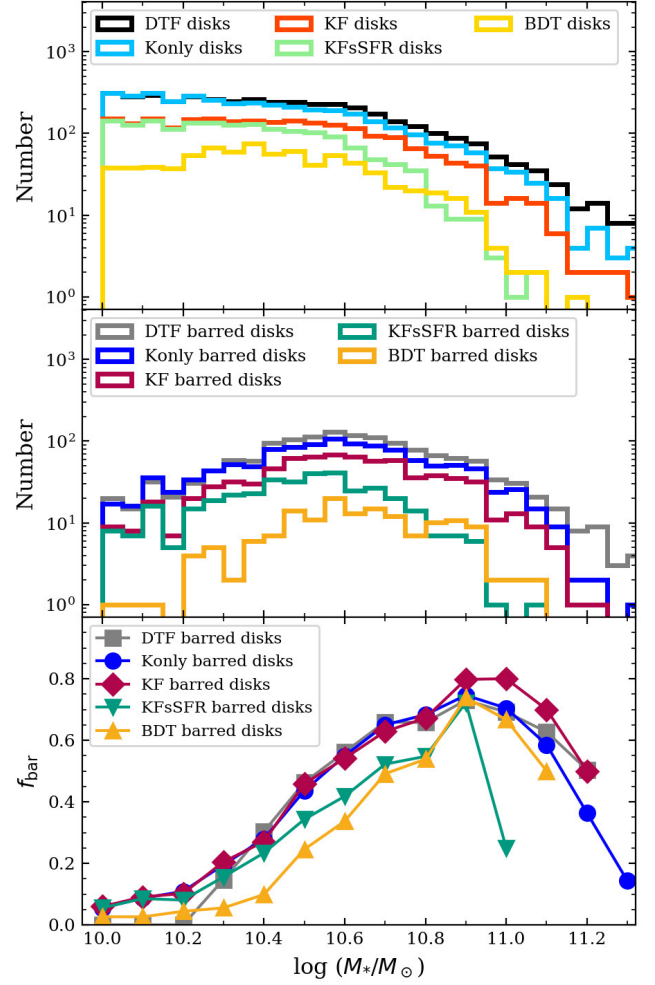 DTF disks
KF disks
BDT disks
Konly disks
KFsSFR disks
10³
10²
10¹
10⁰
Number
DTF barred disks
KFsSFR barred disks
Konly barred disks
BDT barred disks
KF barred disks
10³
10²
10¹
10⁰
Number
DTF barred disks
Konly barred disks
KF barred disks
KFsSFR barred disks
BDT barred disks
0.8
0.6
0.4
0.2
0.0
f_bar
10.0 10.2 10.4 10.6 10.8 11.0 11.2
log (M_*/M_⊙)